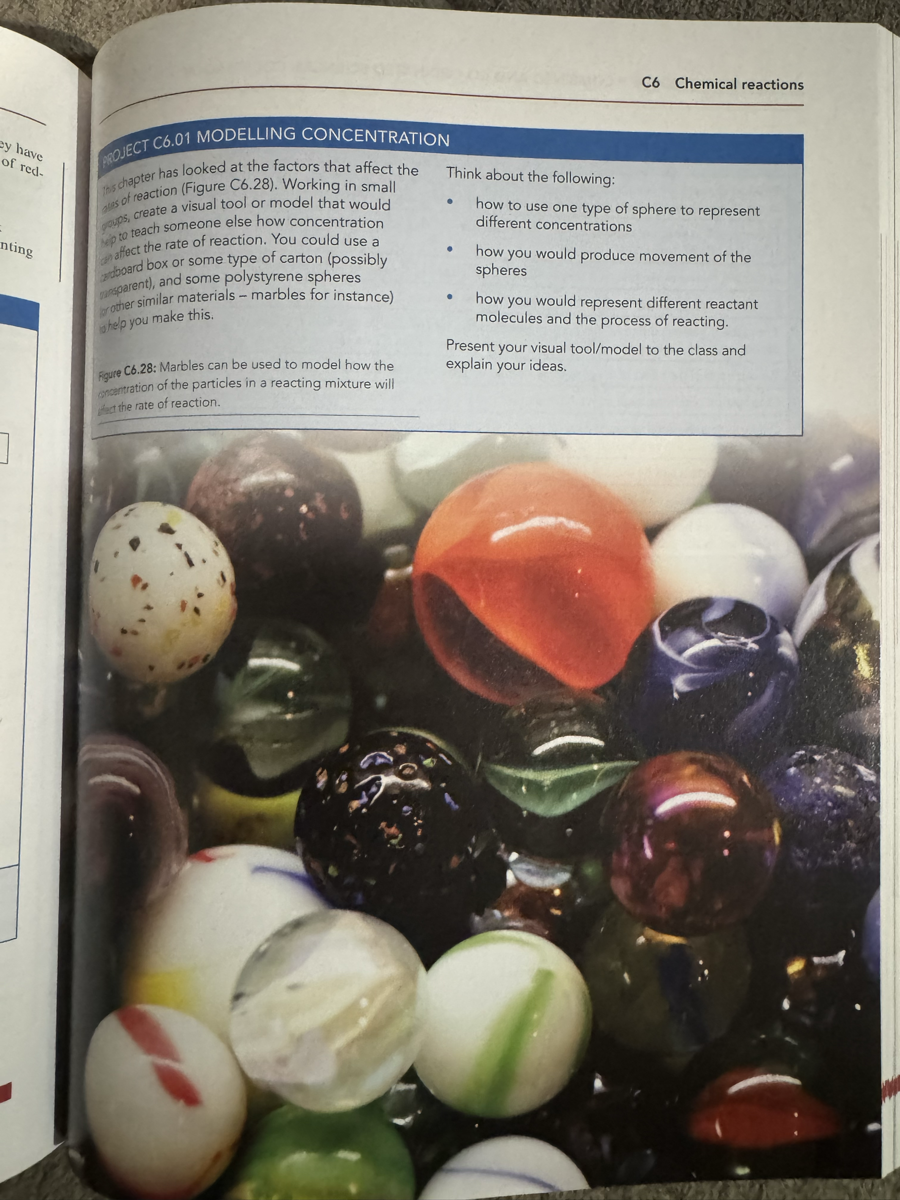 ey have
of red-
nting
C6 Chemical reactions
PROJECT C6.01 MODELLING CONCENTRATION
This chapter has looked at the factors that affect the
rates of reaction (Figure C6.28). Working in small
groups, create a visual tool or model that would
help to teach someone else how concentration
can affect the rate of reaction. You could use a
cardboard box or some type of carton (possibly
transparent), and some polystyrene spheres
(or other similar materials – marbles for instance)
to help you make this.
Figure C6.28: Marbles can be used to model how the
concentration of the particles in a reacting mixture will
affect the rate of reaction.
Think about the following:
• how to use one type of sphere to represent
different concentrations
• how you would produce movement of the
spheres
• how you would represent different reactant
molecules and the process of reacting.
Present your visual tool/model to the class and
explain your ideas.